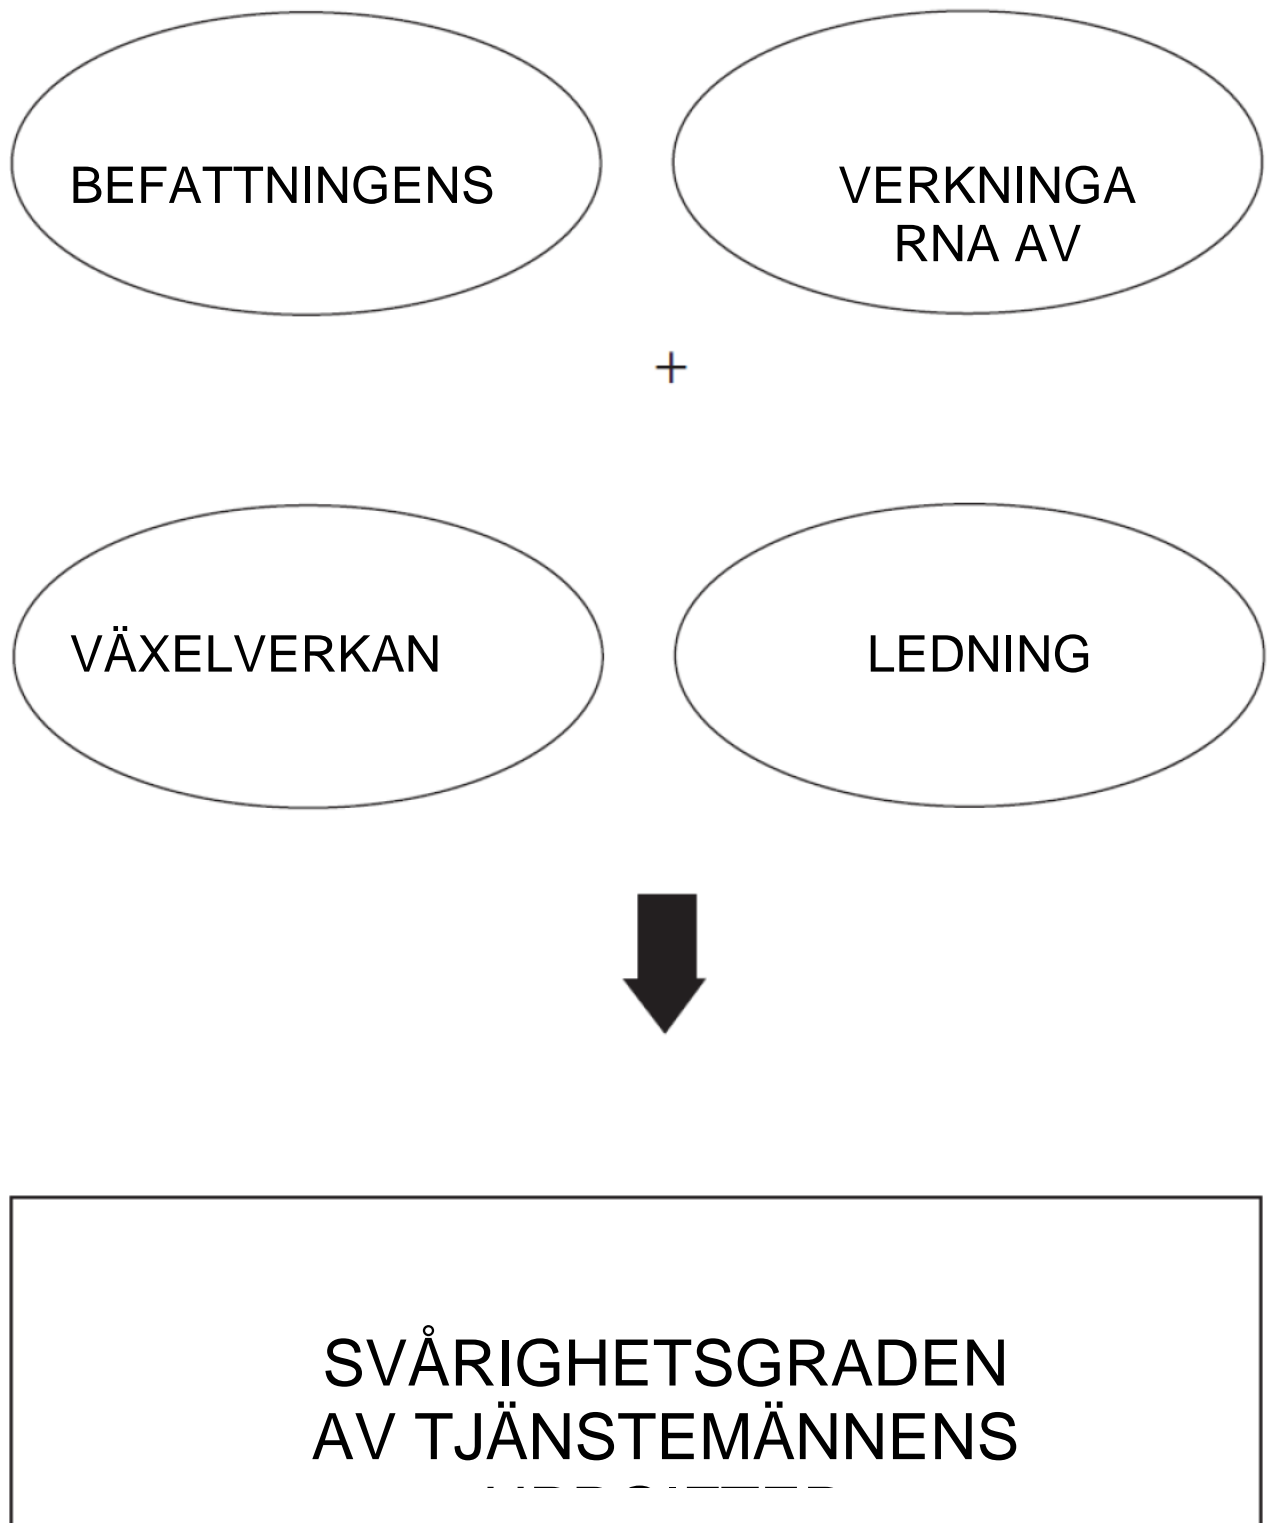 BEFATTNINGENS
VERKNINGA
RNA AV
+
VÄXELVERKAN
LEDNING
SVÅRIGHETSGRADEN
AV TJÄNSTEMÄNNENS